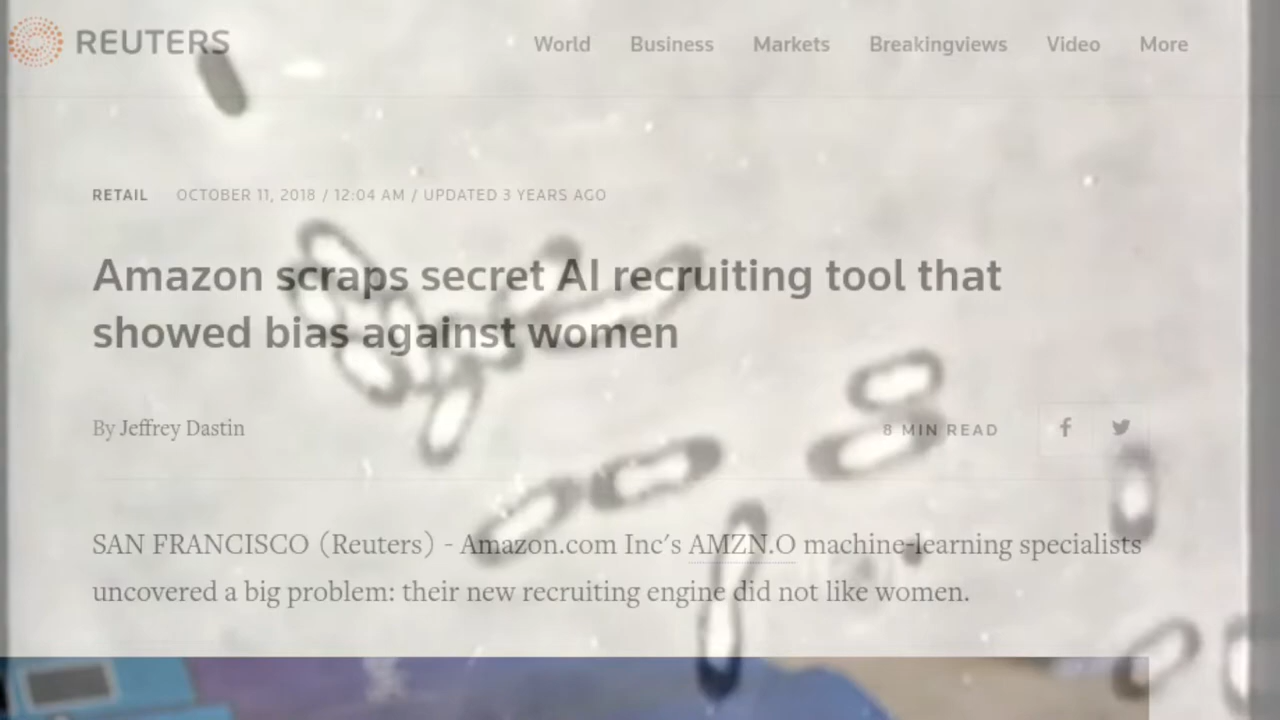 REUTERS World Business Markets Breakingviews Video More
RETAIL OCTOBER 11, 2018 / 12:04 AM / UPDATED 3 YEARS AGO
Amazon scraps secret AI recruiting tool that
showed bias against women
By Jeffrey Dastin 8 MIN READ
SAN FRANCISCO (Reuters) - Amazon.com Inc's AMZN.O machine-learning specialists
uncovered a big problem: their new recruiting engine did not like women.